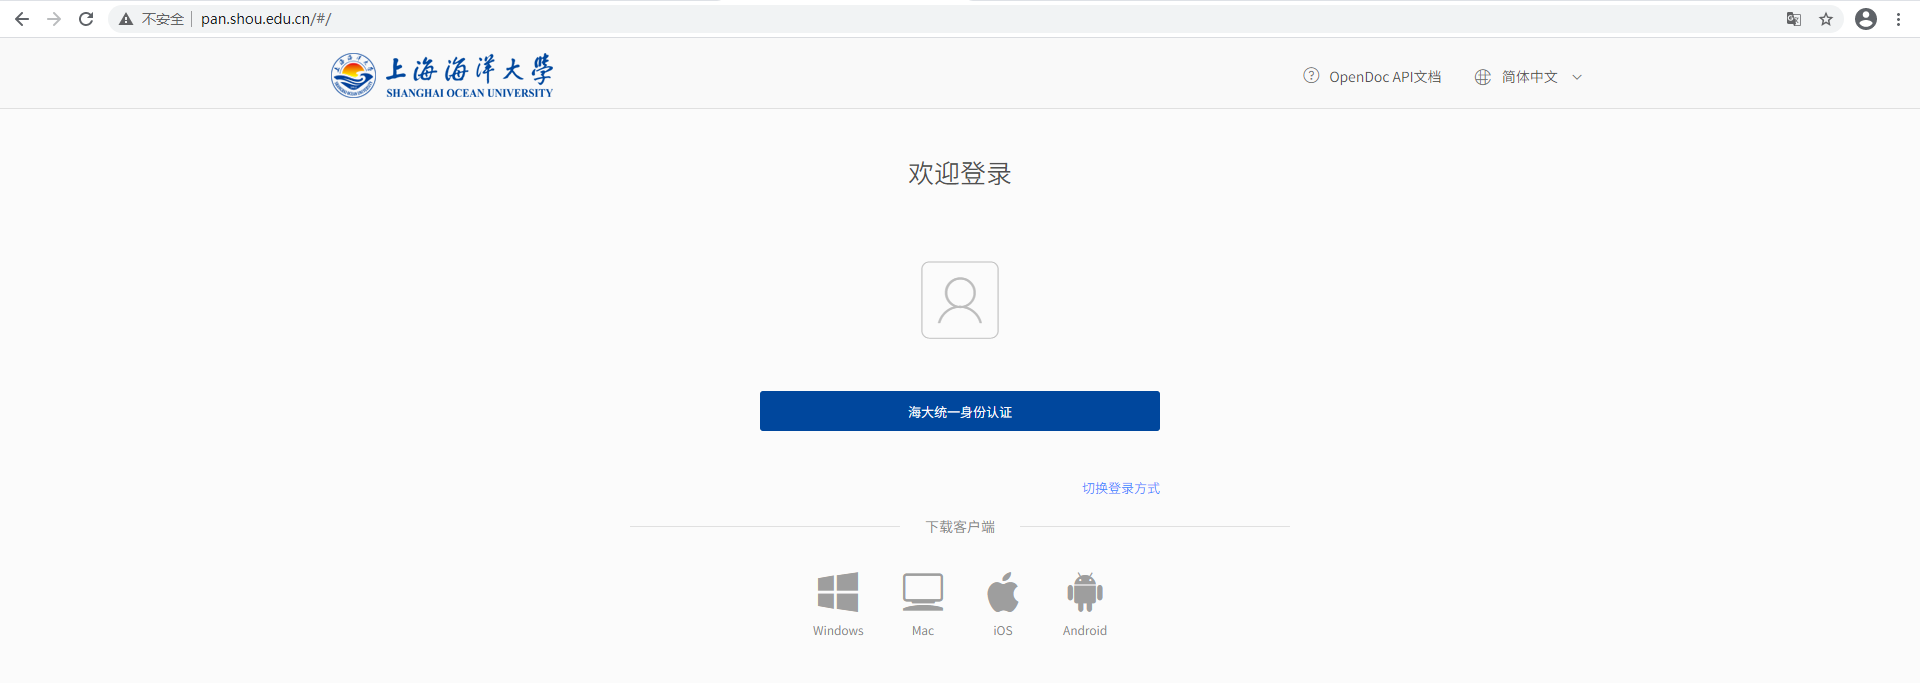 不安全 pan.shou.edu.cn/#/
上海海洋大學
SHANGHAI OCEAN UNIVERSITY
OpenDoc API文档 简体中文
欢迎登录
海大统一身份认证
切换登录方式
下载客户端
Windows Mac iOS Android